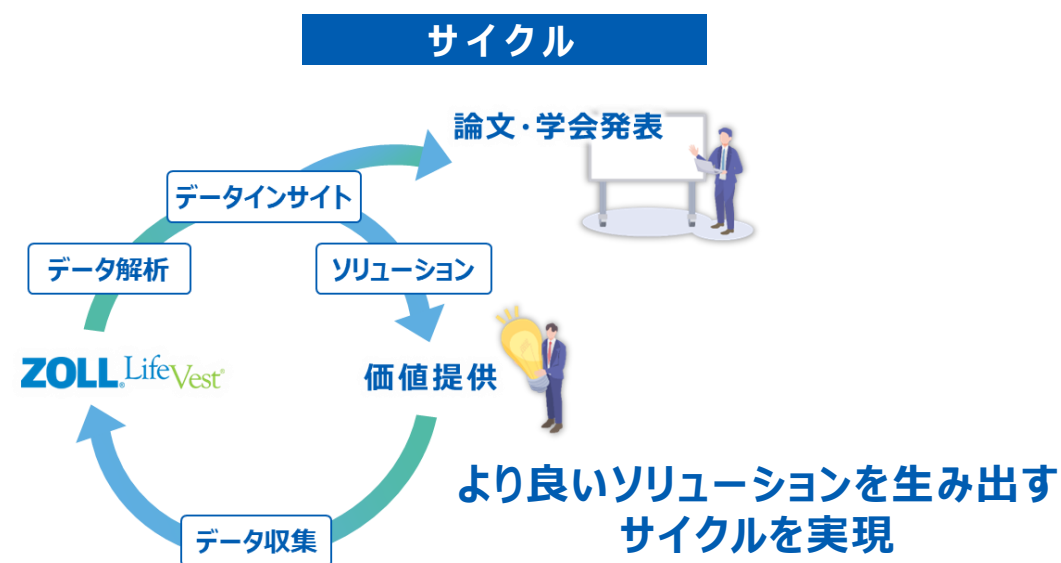 サイクル
論文・学会発表
データインサイト
データ解析
ソリューション
ZOLL® LifeVest®
価値提供
より良いソリューションを生み出す
サイクルを実現
データ収集